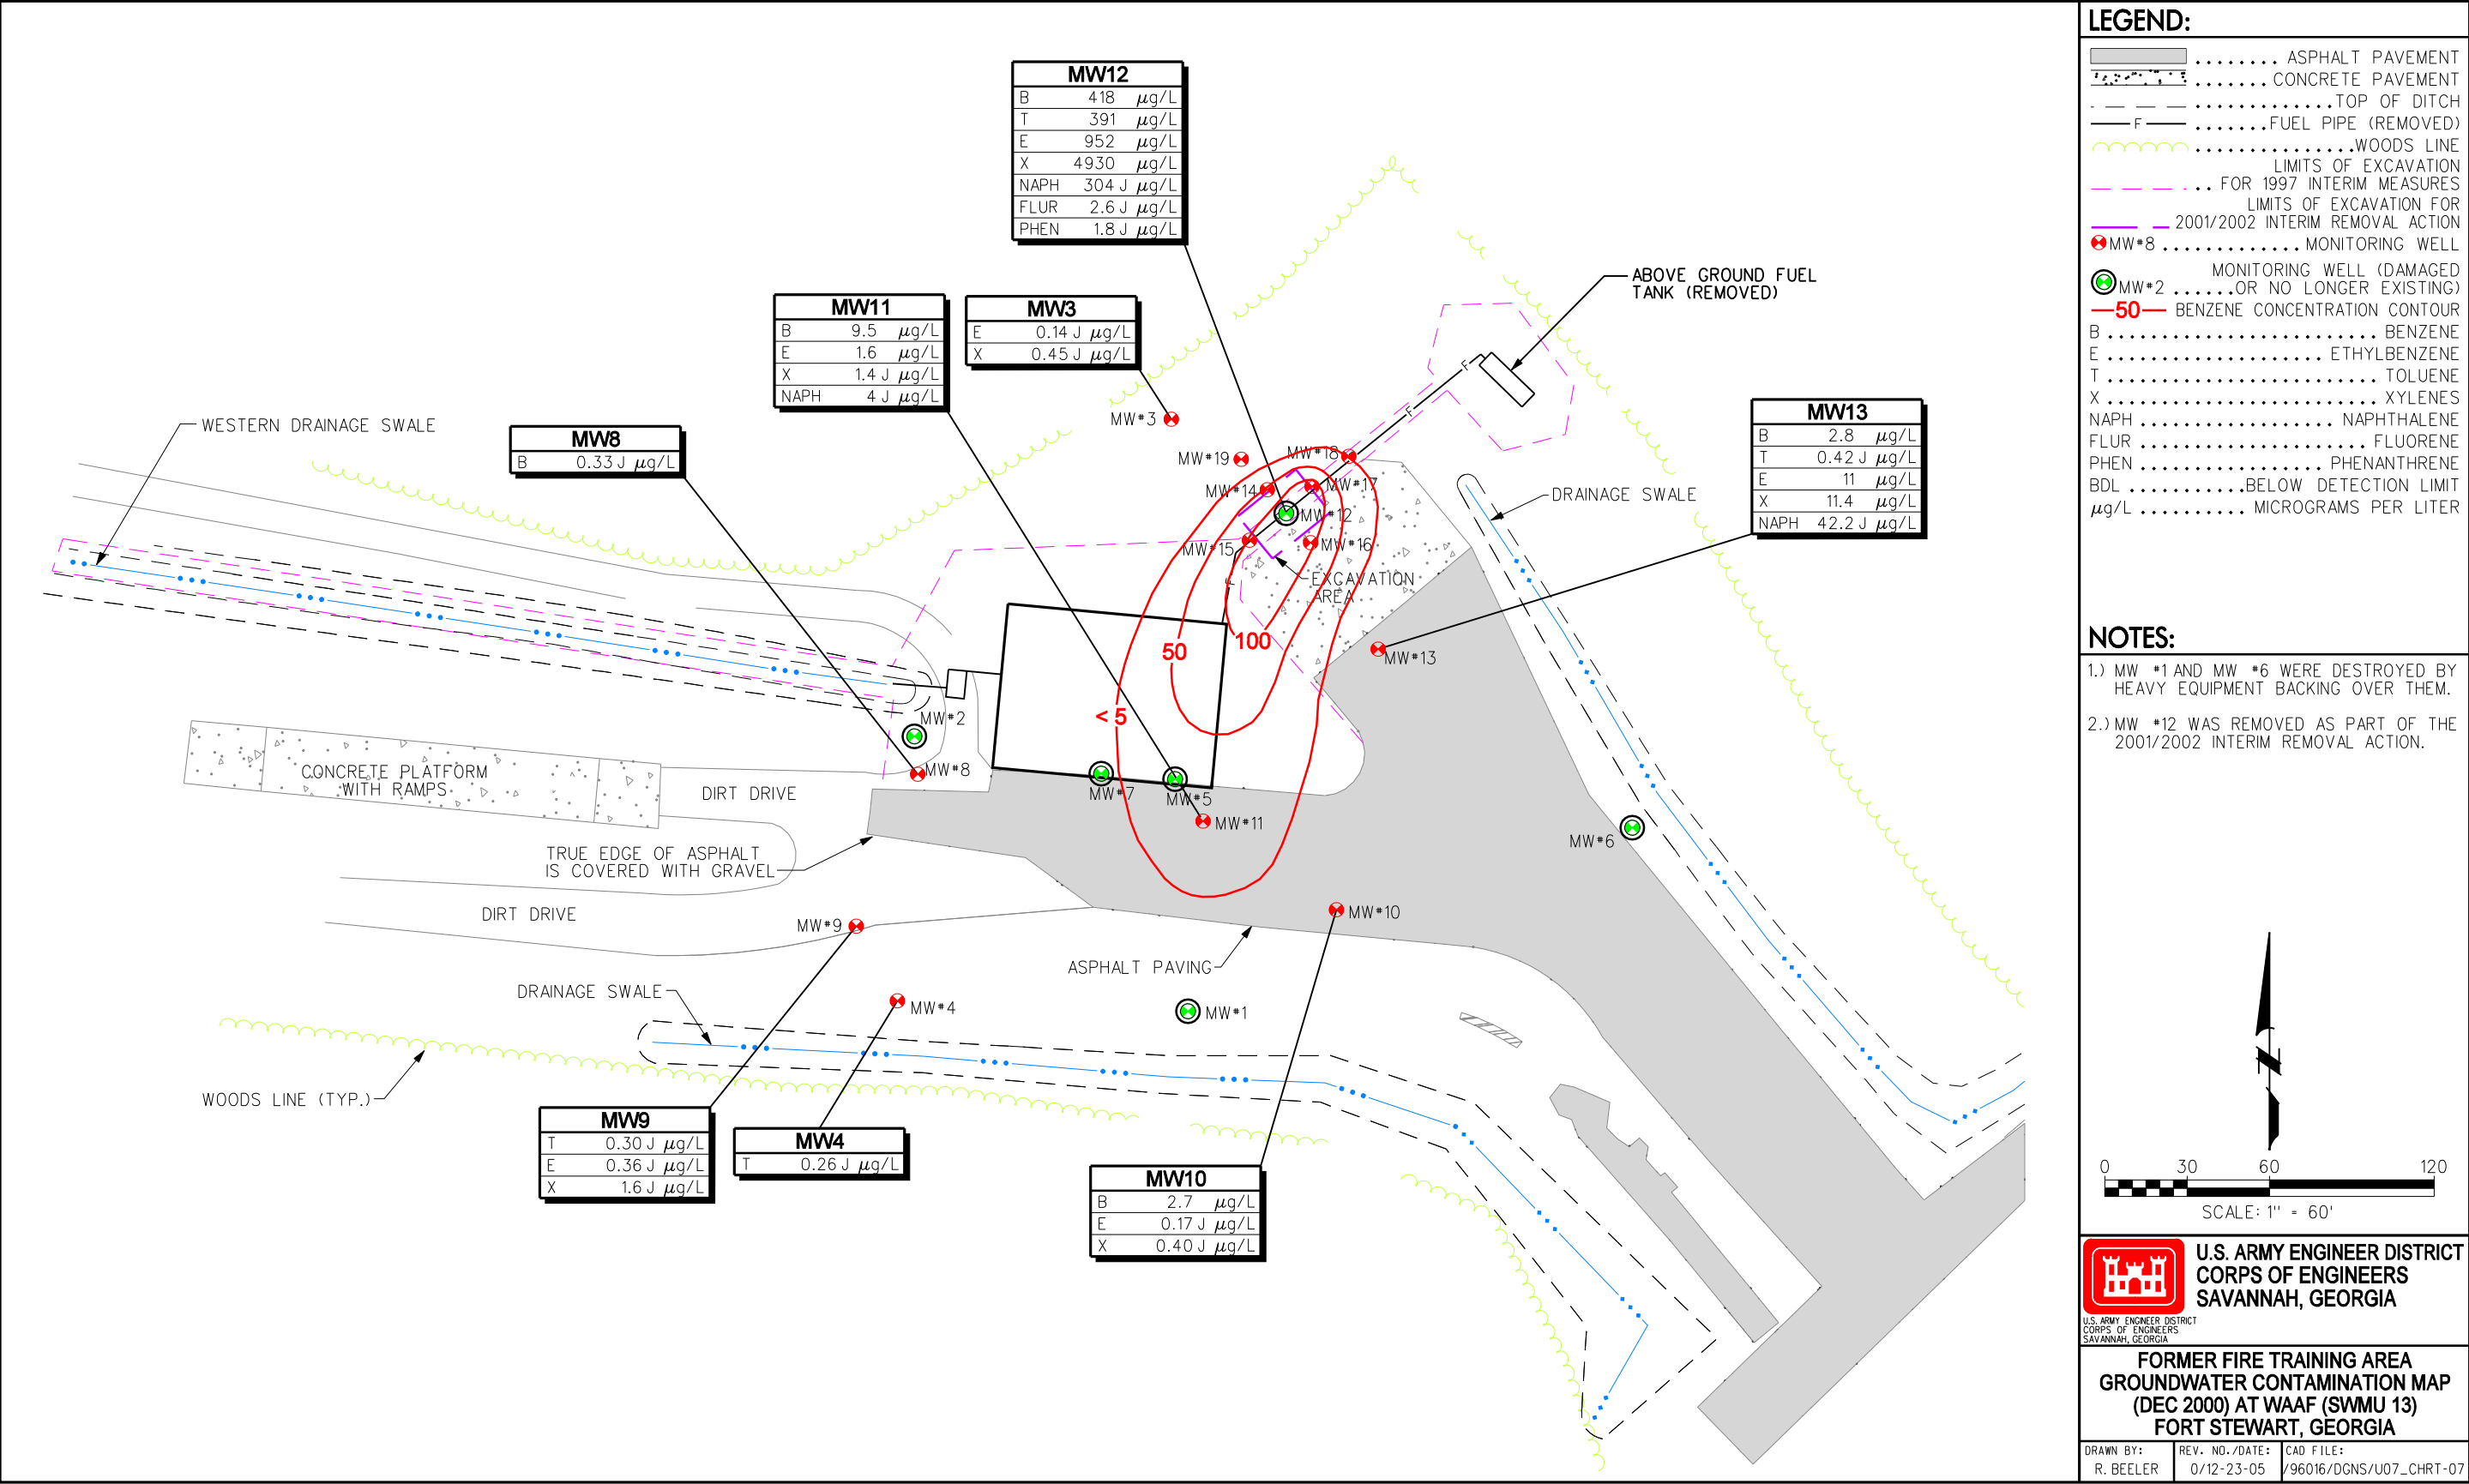 MW12
B 418 µg/L
T 391 µg/L
E 952 µg/L
X 4930 µg/L
NAPH 304 J µg/L
FLUR 2.6 J µg/L
PHEN 1.8 J µg/L
MW11
B 9.5 µg/L
E 1.6 µg/L
X 1.4 J µg/L
NAPH 4 J µg/L
MW3
E 0.14 J µg/L
X 0.45 J µg/L
ABOVE GROUND FUEL
TANK (REMOVED)
MW8
B 0.33 J µg/L
MW13
B 2.8 µg/L
T 0.42 J µg/L
E 11 µg/L
X 11.4 µg/L
NAPH 42.2 J µg/L
WESTERN DRAINAGE SWALE
MW#3
F
F
MW#19
MW#18
MW#14
MW#17
MW#12
MW#15
MW#16
DRAINAGE SWALE
F
EXCAVATION
AREA
100
50
< 5
MW#13
MW#2
MW#8
MW#7
MW#5
MW#11
MW#6
CONCRETE PLATFORM
WITH RAMPS
DIRT DRIVE
TRUE EDGE OF ASPHALT
IS COVERED WITH GRAVEL
DIRT DRIVE
MW#9
MW#10
ASPHALT PAVING
DRAINAGE SWALE
MW#4
MW#1
WOODS LINE (TYP.)
MW9
T 0.30 J µg/L
E 0.36 J µg/L
X 1.6 J µg/L
MW4
T 0.26 J µg/L
MW10
B 2.7 µg/L
E 0.17 J µg/L
X 0.40 J µg/L
LEGEND:
........ ASPHALT PAVEMENT
....... CONCRETE PAVEMENT
............. TOP OF DITCH
F ....... FUEL PIPE (REMOVED)
............... WOODS LINE
LIMITS OF EXCAVATION
.. FOR 1997 INTERIM MEASURES
LIMITS OF EXCAVATION FOR
2001/2002 INTERIM REMOVAL ACTION
MW#8 ............. MONITORING WELL
MONITORING WELL (DAMAGED
MW#2 ...... OR NO LONGER EXISTING)
50 BENZENE CONCENTRATION CONTOUR
B ......................... BENZENE
E .................... ETHYLBENZENE
T ......................... TOLUENE
X ......................... XYLENES
NAPH .................. NAPHTHALENE
FLUR ..................... FLUORENE
PHEN ................. PHENANTHRENE
BDL ........... BELOW DETECTION LIMIT
µg/L .......... MICROGRAMS PER LITER
NOTES:
1.) MW #1 AND MW #6 WERE DESTROYED BY
HEAVY EQUIPMENT BACKING OVER THEM.
2.) MW #12 WAS REMOVED AS PART OF THE
2001/2002 INTERIM REMOVAL ACTION.
N
0 30 60 120
SCALE: 1" = 60'
U.S. ARMY ENGINEER DISTRICT
CORPS OF ENGINEERS
SAVANNAH, GEORGIA
U.S. ARMY ENGINEER DISTRICT
CORPS OF ENGINEERS
SAVANNAH, GEORGIA
FORMER FIRE TRAINING AREA
GROUNDWATER CONTAMINATION MAP
(DEC 2000) AT WAAF (SWMU 13)
FORT STEWART, GEORGIA
DRAWN BY: REV. NO./DATE: CAD FILE:
R. BEELER 0/12-23-05 /96016/DGNS/U07_CHRT-07